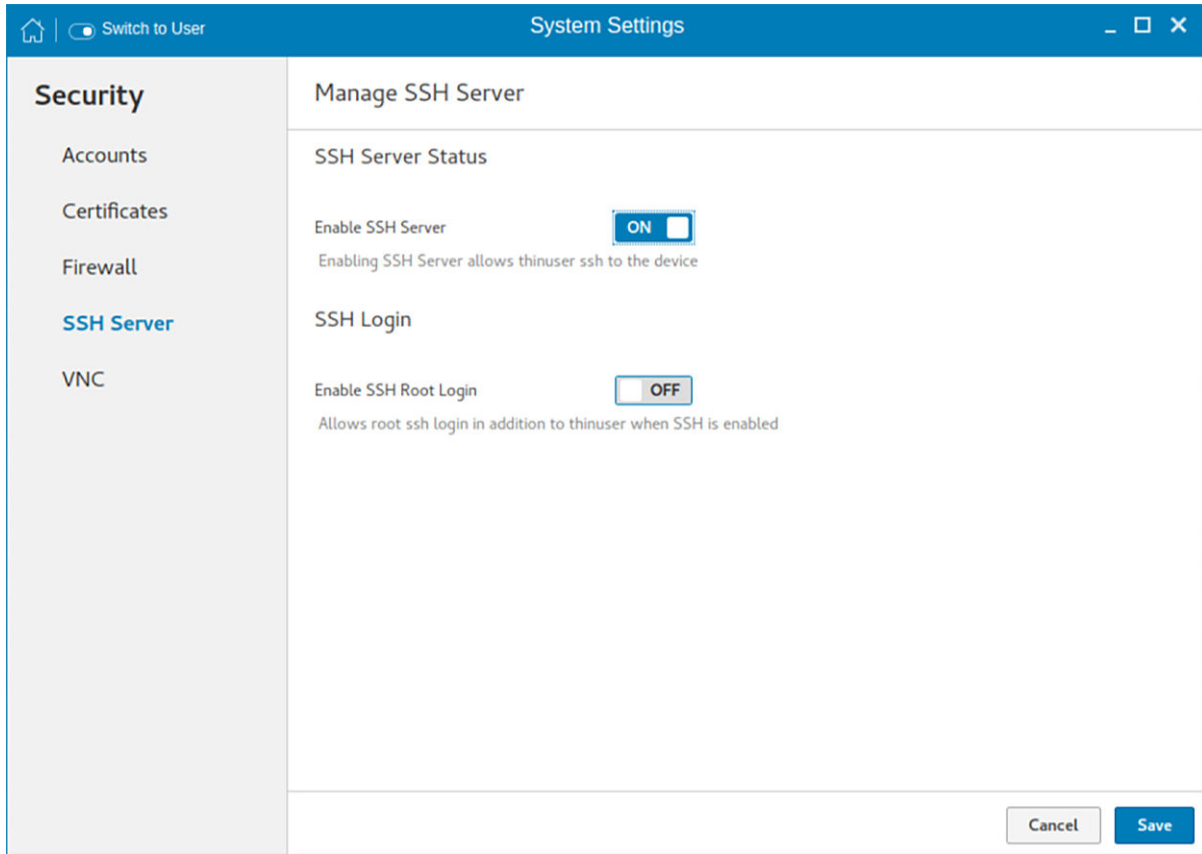 Switch to User
System Settings
Security
Accounts
Certificates
Firewall
SSH Server
VNC
Manage SSH Server
SSH Server Status
Enable SSH Server ON
Enabling SSH Server allows thinuser ssh to the device
SSH Login
Enable SSH Root Login OFF
Allows root ssh login in addition to thinuser when SSH is enabled
Cancel Save